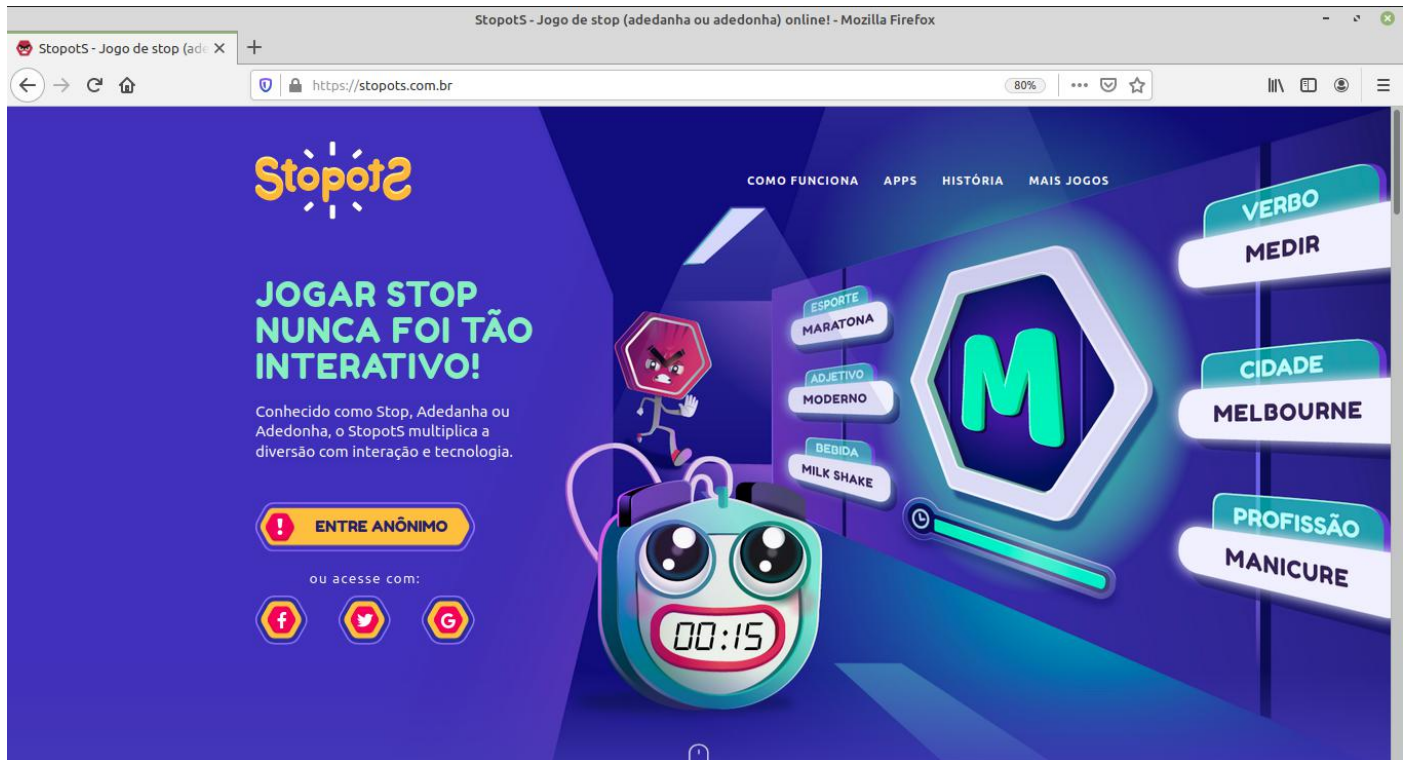 StopotS - Jogo de stop (adedanha ou adedonha) online! - Mozilla Firefox
StopotS - Jogo de stop (ade
https://stopots.com.br
80%
StopotS
COMO FUNCIONA APPS HISTÓRIA MAIS JOGOS
JOGAR STOP
NUNCA FOI TÃO
INTERATIVO!
Conhecido como Stop, Adedanha ou
Adedonha, o StopotS multiplica a
diversão com interação e tecnologia.
! ENTRE ANÔNIMO
ou acesse com:
f G
ESPORTE
MARATONA
ADJETIVO
MODERNO
BEBIDA
MILK SHAKE
M
00:15
VERBO
MEDIR
CIDADE
MELBOURNE
PROFISSÃO
MANICURE